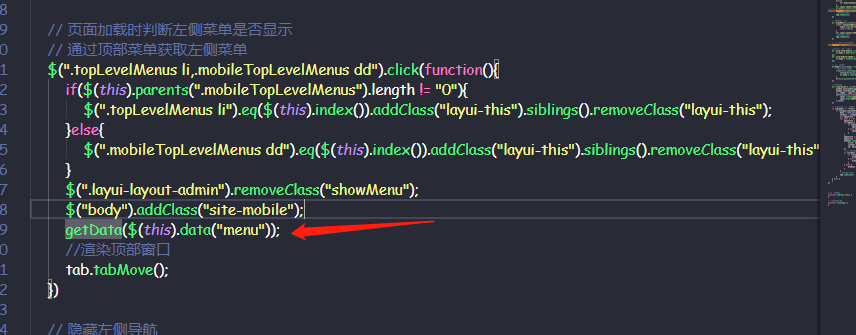 8
9 // 页面加载时判断左侧菜单是否显示
0 // 通过顶部菜单获取左侧菜单
1 $(".topLevelMenus li,.mobileTopLevelMenus dd").click(function(){
2 if($(this).parents(".mobileTopLevelMenus").length != "0"){
3 $(".topLevelMenus li").eq($(this).index()).addClass("layui-this").siblings().removeClass("layui-this");
4 }else{
5 $(".mobileTopLevelMenus dd").eq($(this).index()).addClass("layui-this").siblings().removeClass("layui-this"
6 }
7 $(".layui-layout-admin").removeClass("showMenu");
8 $("body").addClass("site-mobile");
9 getData($(this).data("menu"));
0 //渲染顶部窗口
1 tab.tabMove();
2 })
3
4 // 隐藏左侧导航